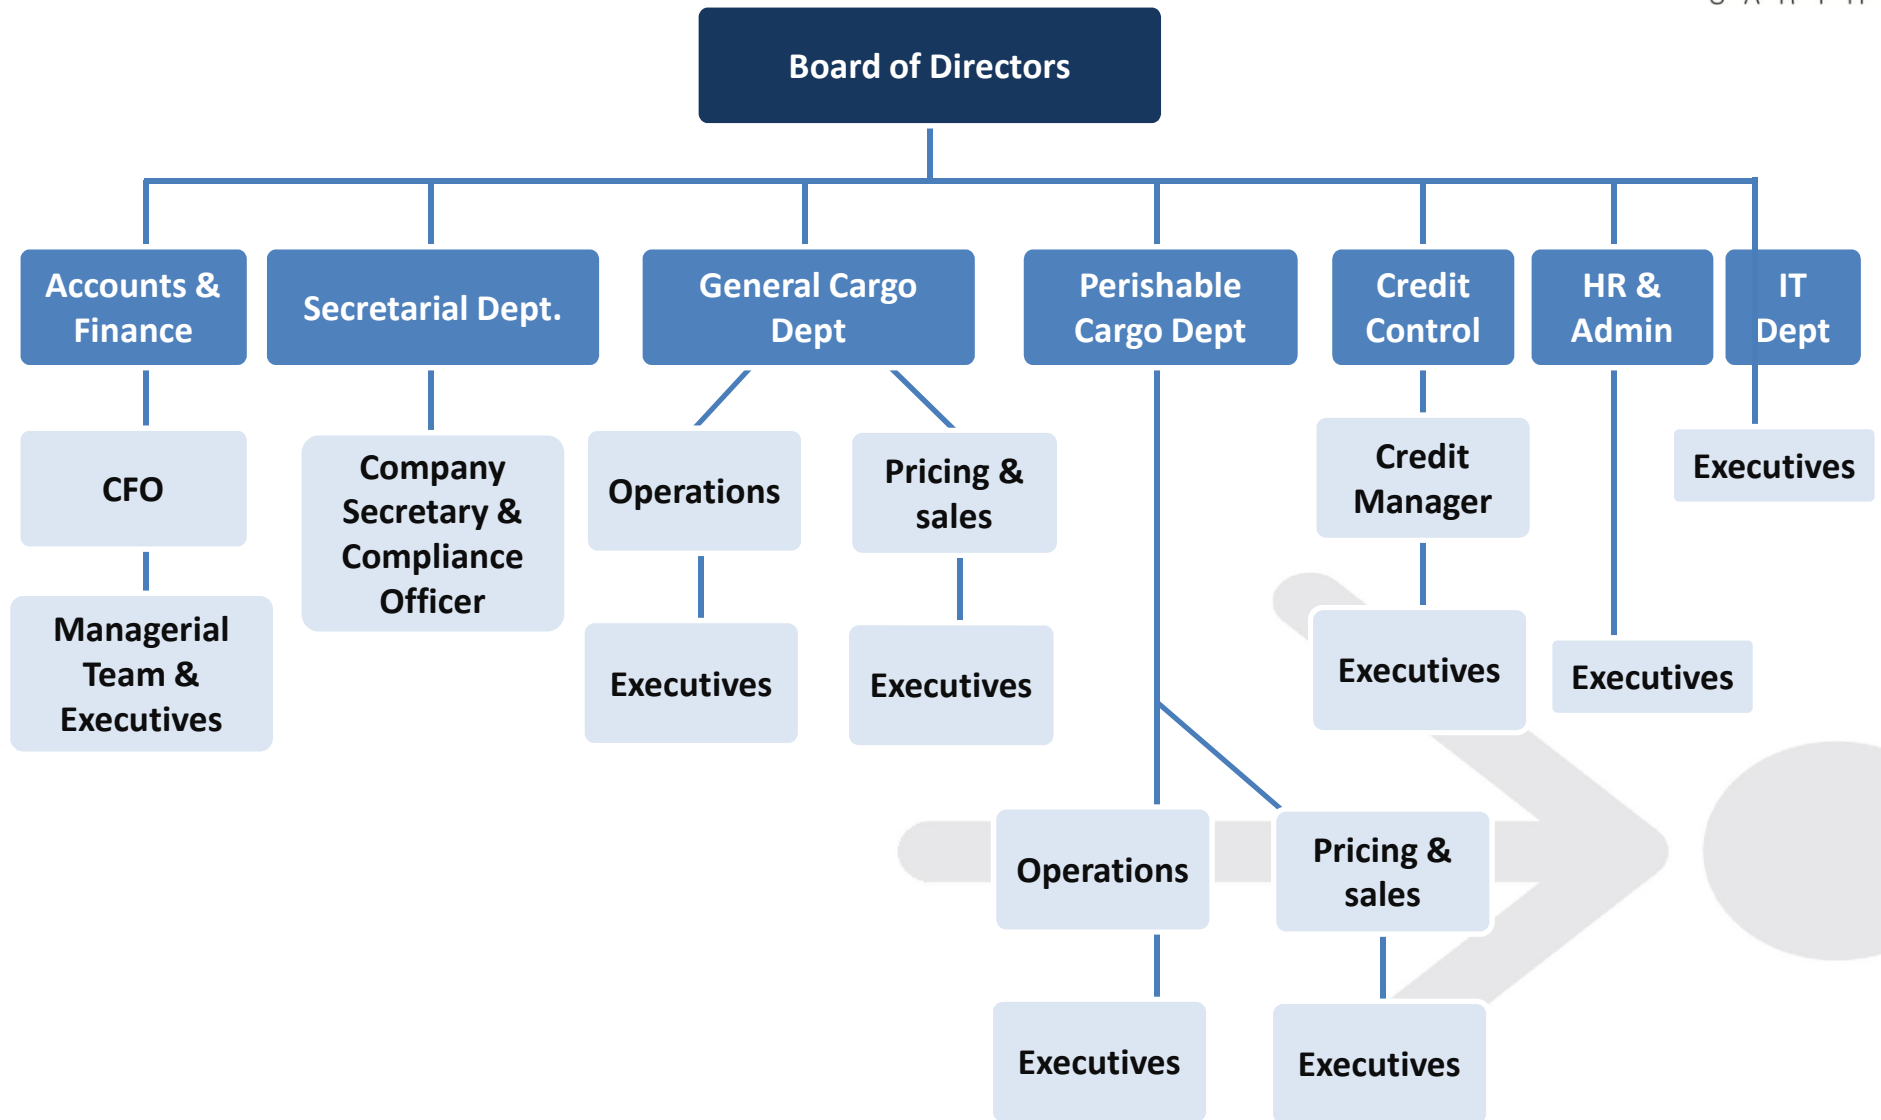 Board of Directors
Accounts &
Finance
Secretarial Dept.
General Cargo
Dept
Perishable
Cargo Dept
Credit
Control
HR &
Admin
IT
Dept
CFO
Company
Secretary &
Compliance
Officer
Operations
Pricing &
sales
Credit
Manager
Executives
Managerial
Team &
Executives
Executives
Executives
Executives
Executives
Operations
Pricing &
sales
Executives
Executives